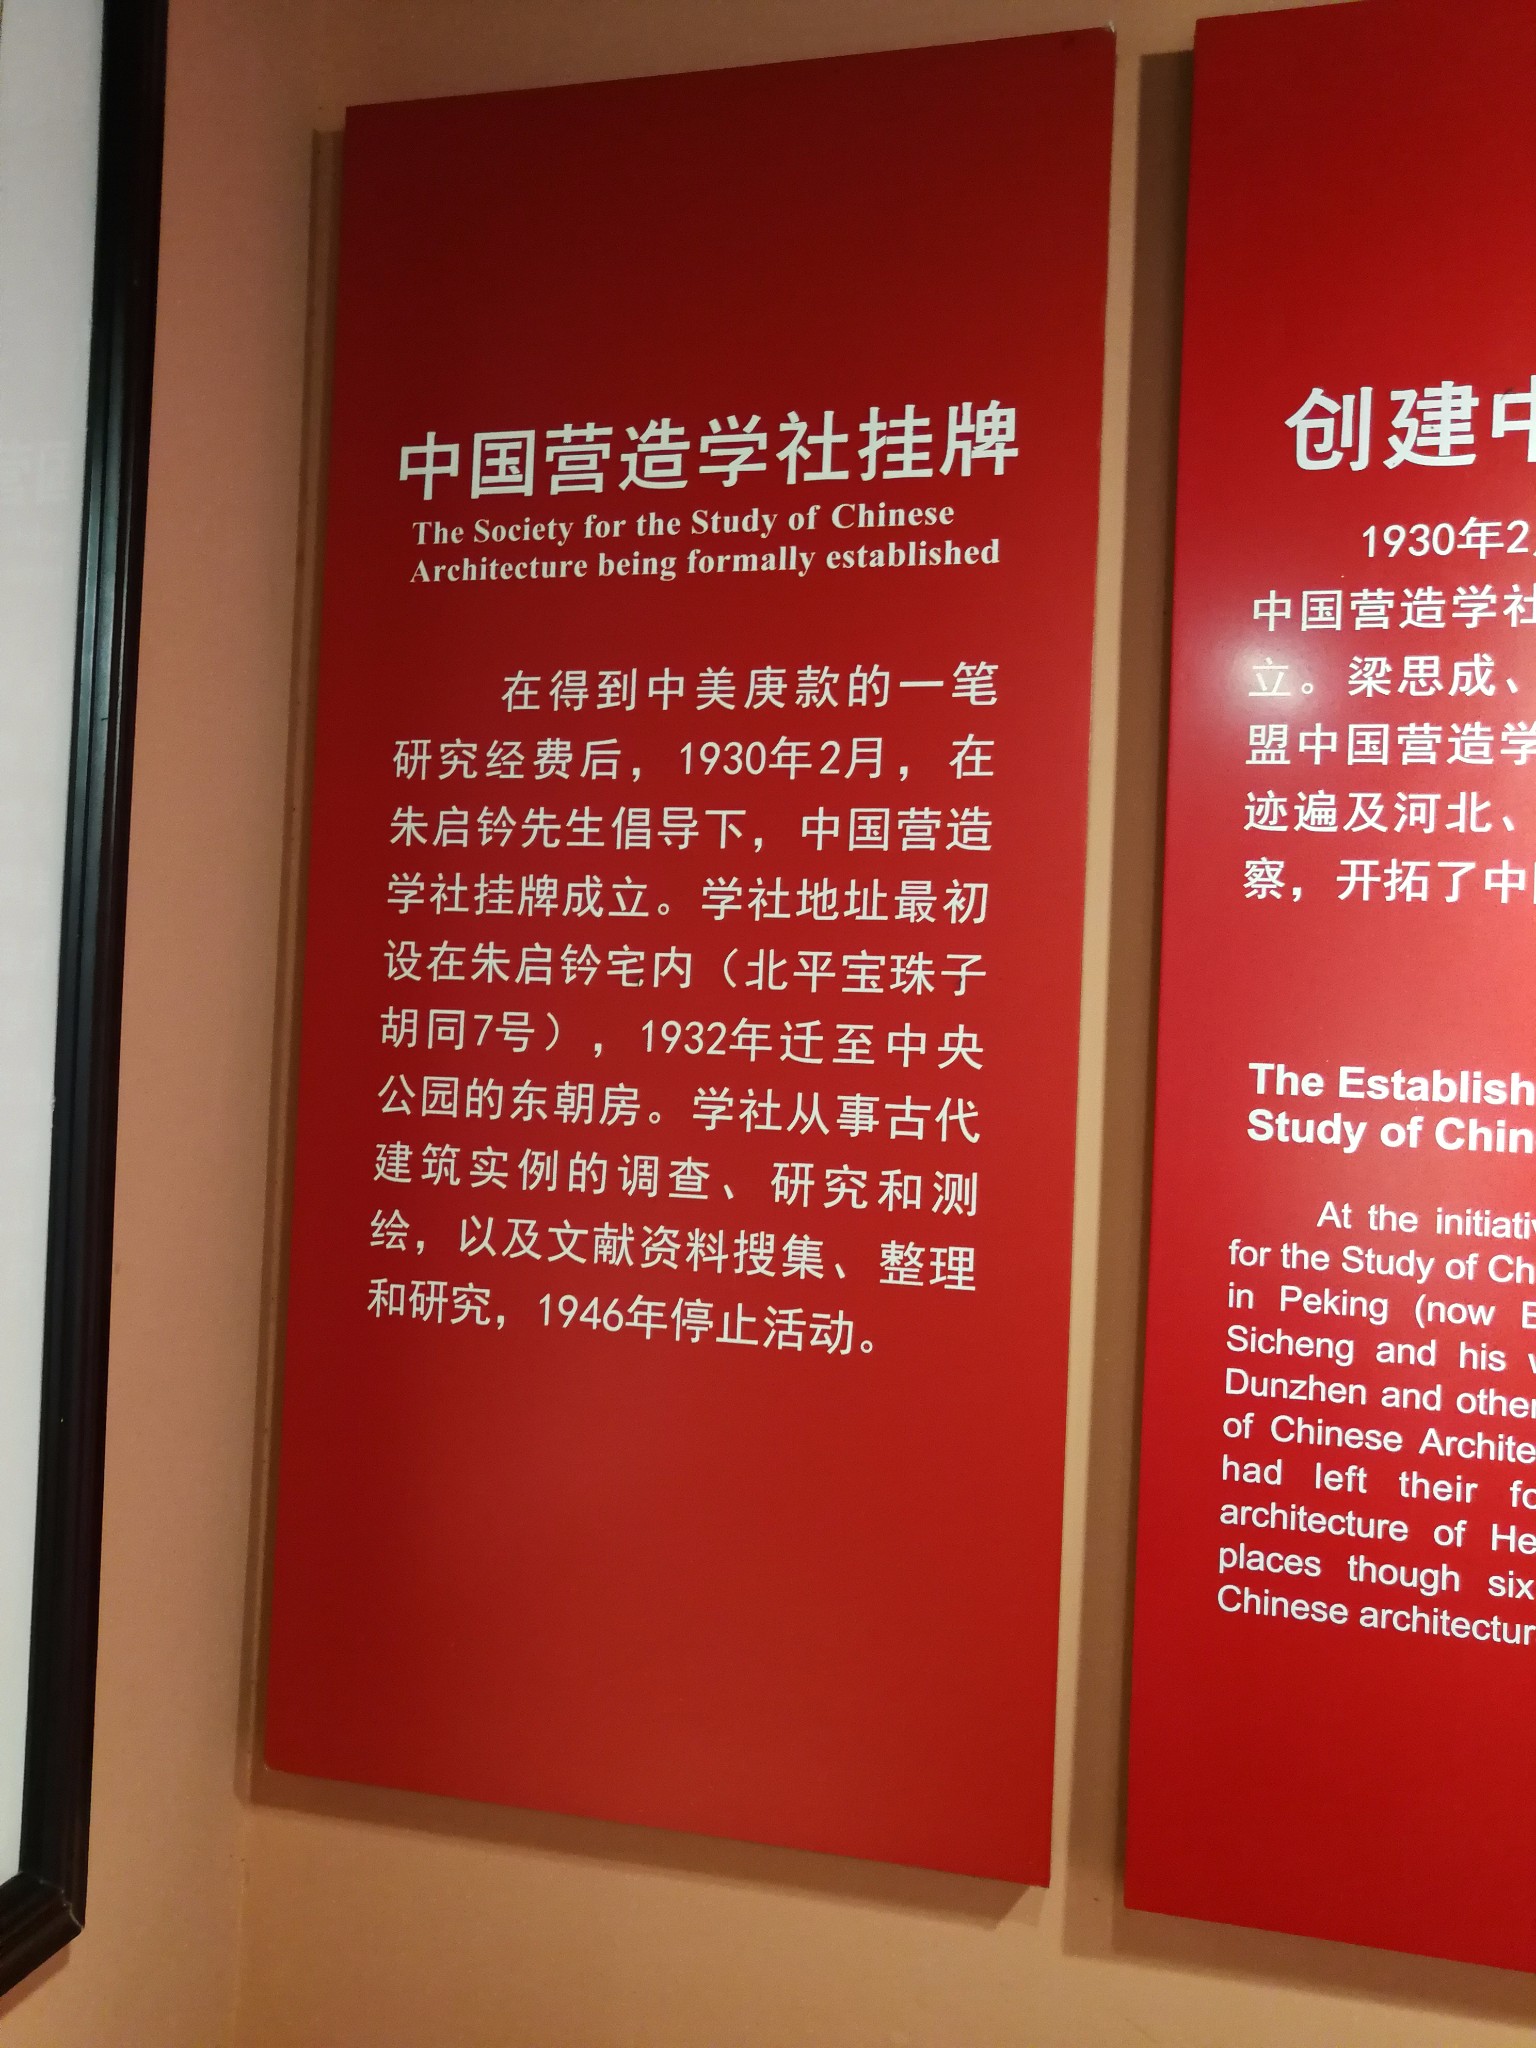 中国营造学社挂牌
The Society for the Study of Chinese
Architecture being formally established
在得到中美庚款的一笔
研究经费后，1930年2月，在
朱启钤先生倡导下，中国营造
学社挂牌成立。学社地址最初
设在朱启钤宅内（北平宝珠子
胡同7号），1932年迁至中央
公园的东朝房。学社从事古代
建筑实例的调查、研究和测
绘，以及文献资料搜集、整理
和研究，1946年停止活动。
创建中
1930年2
中国营造学社
立。梁思成、
盟中国营造学
迹遍及河北、
察，开拓了中
The Establish
Study of Chin
At the initiativ
for the Study of Ch
in Peking (now B
Sicheng and his
Dunzhen and other
of Chinese Archite
had left their fo
architecture of He
places though six
Chinese architectur